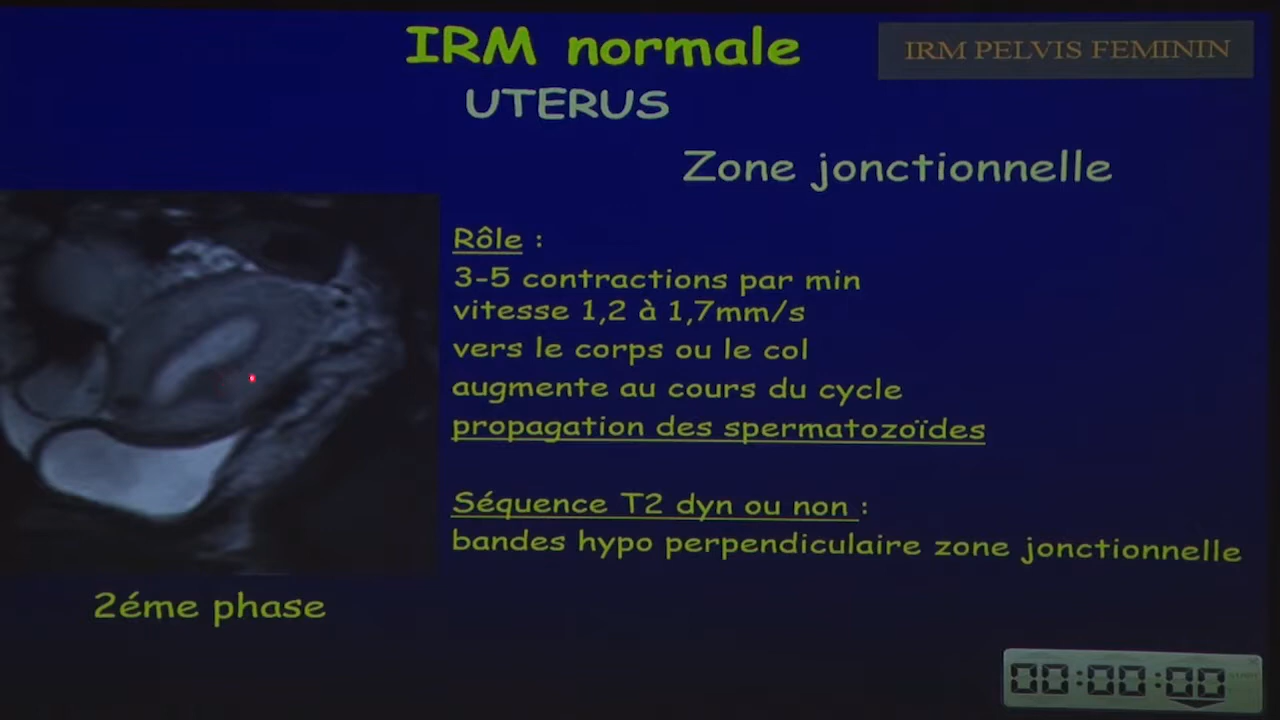 IRM normale
IRM PELVIS FEMININ
UTERUS
Zone jonctionnelle
Rôle :
3-5 contractions par min
vitesse 1,2 à 1,7mm/s
vers le corps ou le col
augmente au cours du cycle
propagation des spermatozoïdes
Séquence T2 dyn ou non :
bandes hypo perpendiculaire zone jonctionnelle
2éme phase
00:00:00